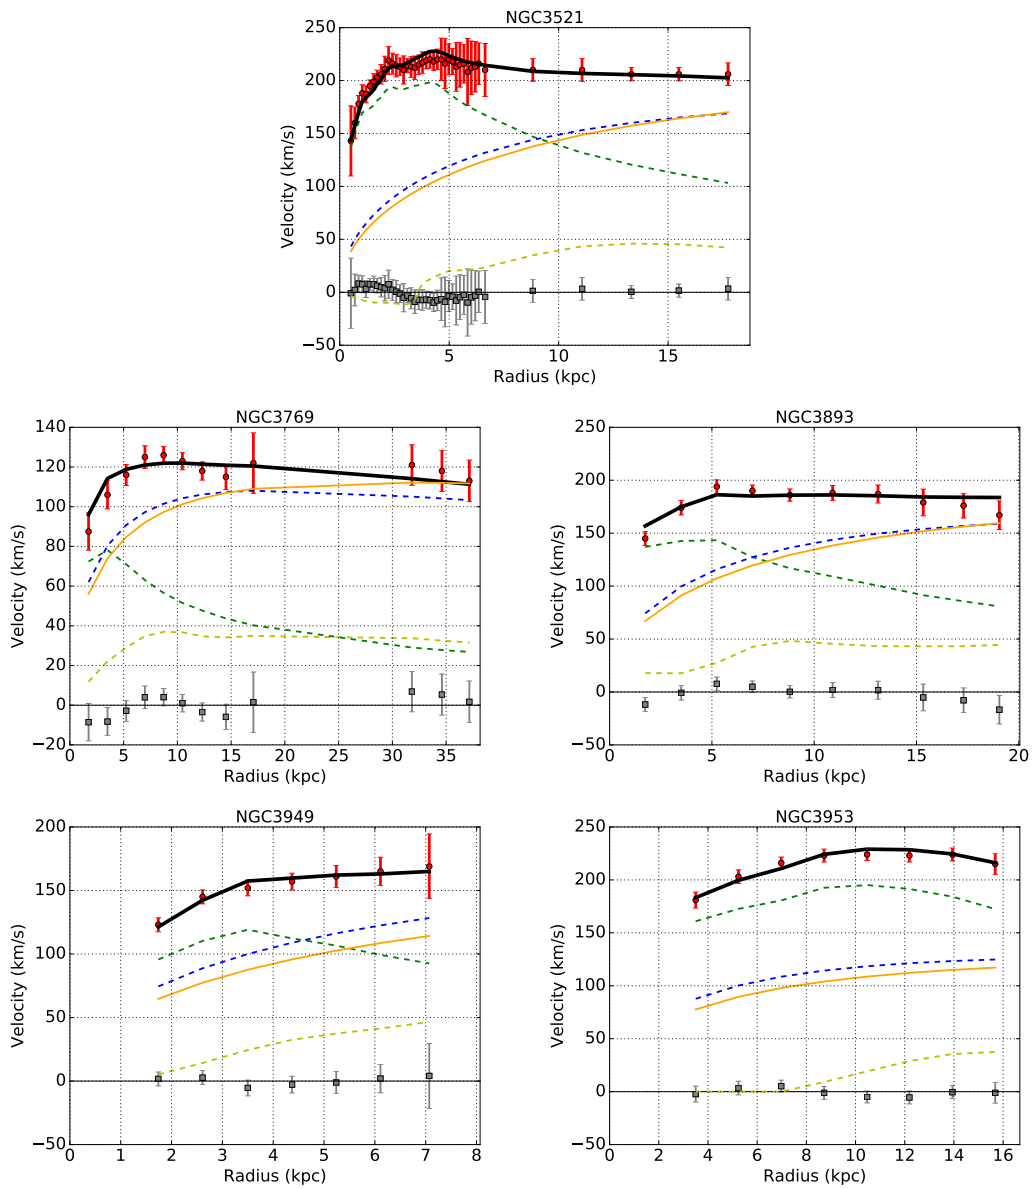 NGC3521
250
200
150
100
50
0
−50
Velocity (km/s)
0 5 10 15
Radius (kpc)
NGC3769
140
120
100
80
60
40
20
0
−20
Velocity (km/s)
0 5 10 15 20 25 30 35
Radius (kpc)
NGC3893
250
200
150
100
50
0
−50
Velocity (km/s)
0 5 10 15 20
Radius (kpc)
NGC3949
200
150
100
50
0
−50
Velocity (km/s)
0 1 2 3 4 5 6 7 8
Radius (kpc)
NGC3953
250
200
150
100
50
0
−50
Velocity (km/s)
0 2 4 6 8 10 12 14 16
Radius (kpc)